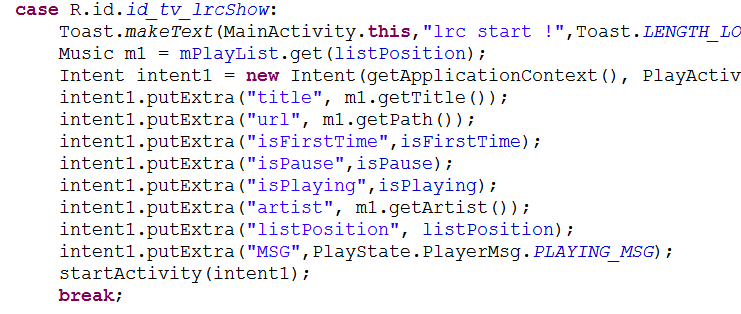 case R.id.id_tv_lrcShow:
Toast.makeText(MainActivity.this,"lrc start !",Toast.LENGTH_LO
Music m1 = mPlayList.get(listPosition);
Intent intent1 = new Intent(getApplicationContext(), PlayActiv
intent1.putExtra("title", m1.getTitle());
intent1.putExtra("url", m1.getPath());
intent1.putExtra("isFirstTime",isFirstTime);
intent1.putExtra("isPause",isPause);
intent1.putExtra("isPlaying",isPlaying);
intent1.putExtra("artist", m1.getArtist());
intent1.putExtra("listPosition", listPosition);
intent1.putExtra("MSG",PlayState.PlayerMsg.PLAYING_MSG);
startActivity(intent1);
break;